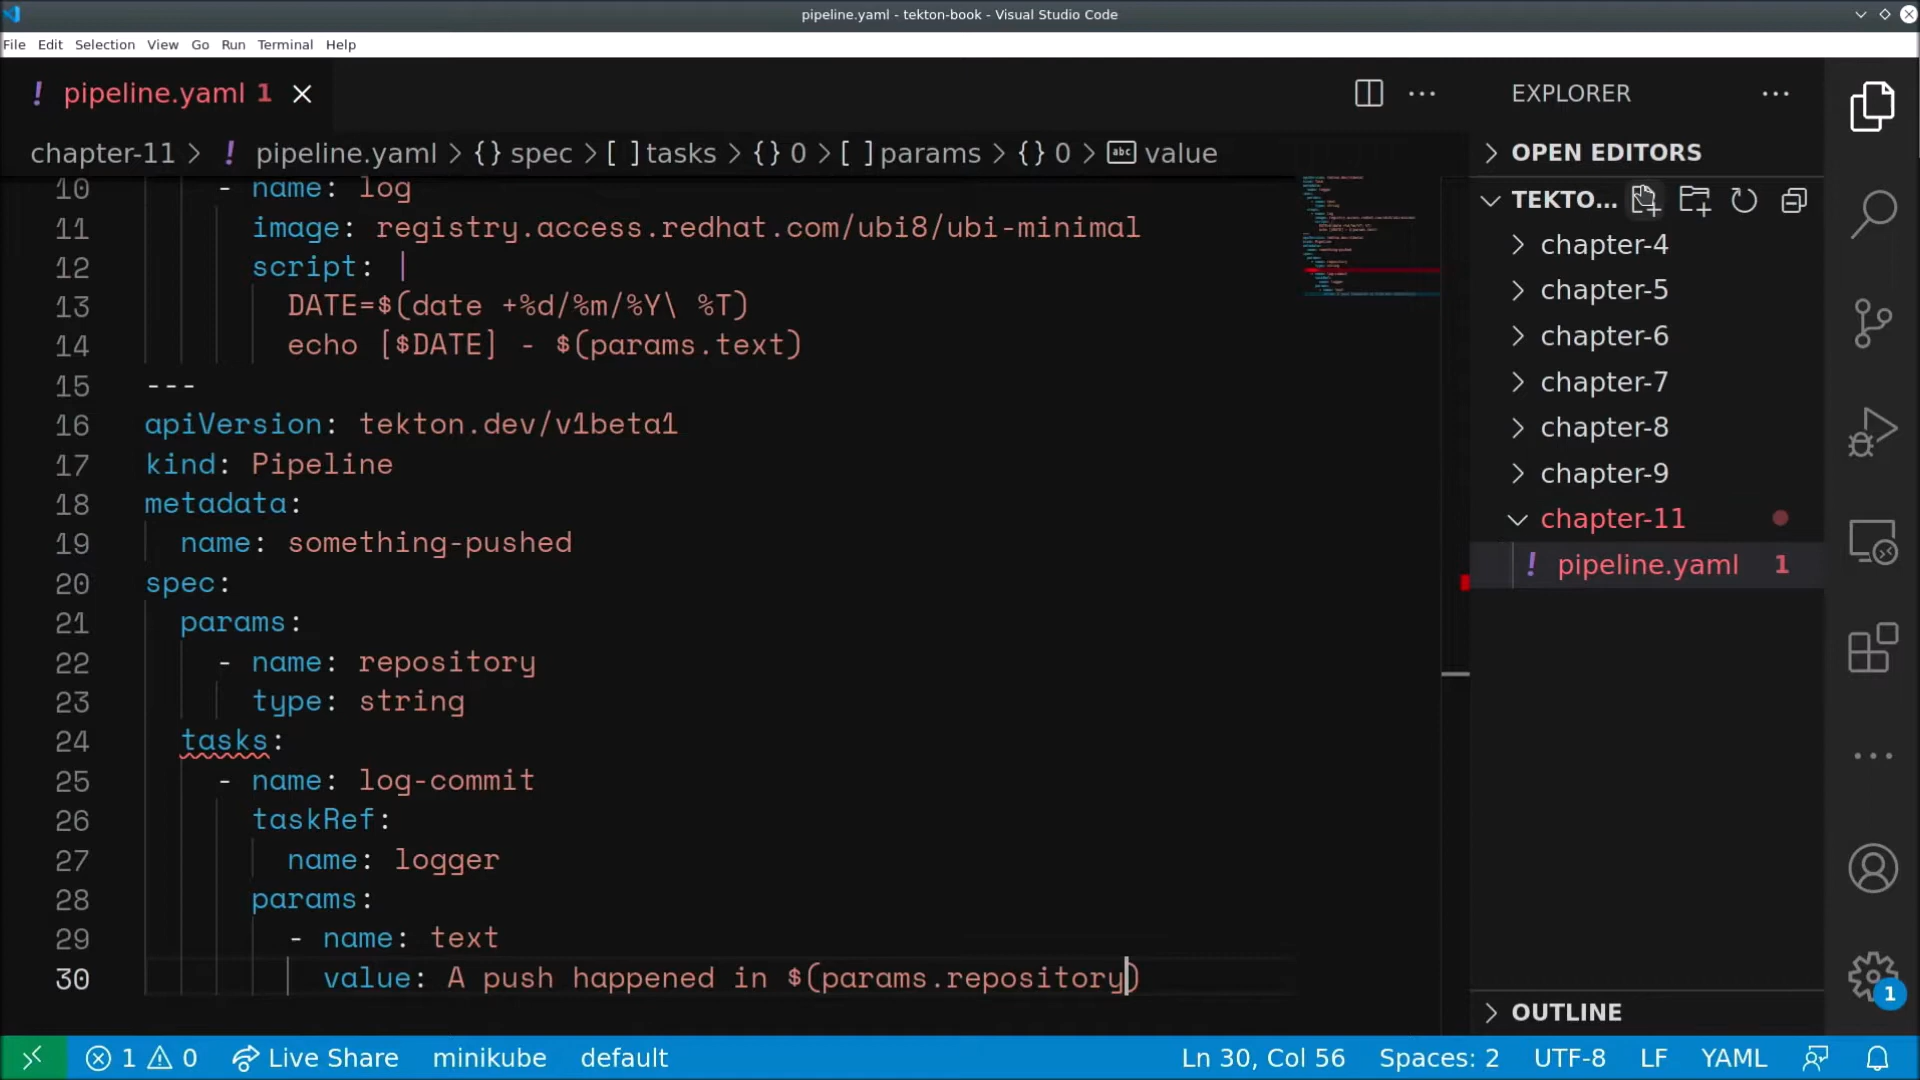 pipeline.yaml - tekton-book - Visual Studio Code
File Edit Selection View Go Run Terminal Help
! pipeline.yaml 1
chapter-11 > ! pipeline.yaml > {} spec > [ ] tasks > {} 0 > [ ] params > {} 0 > abc value
10 - name: log
11 image: registry.access.redhat.com/ubi8/ubi-minimal
12 script: |
13 DATE=$(date +%d/%m/%Y\ %T)
14 echo [$DATE] - $(params.text)
15 ---
16 apiVersion: tekton.dev/v1beta1
17 kind: Pipeline
18 metadata:
19 name: something-pushed
20 spec:
21 params:
22 - name: repository
23 type: string
24 tasks:
25 - name: log-commit
26 taskRef:
27 name: logger
28 params:
29 - name: text
30 value: A push happened in $(params.repository)
EXPLORER
OPEN EDITORS
TEKTO...
chapter-4
chapter-5
chapter-6
chapter-7
chapter-8
chapter-9
chapter-11
! pipeline.yaml 1
OUTLINE
1
1 0 Live Share minikube default Ln 30, Col 56 Spaces: 2 UTF-8 LF YAML